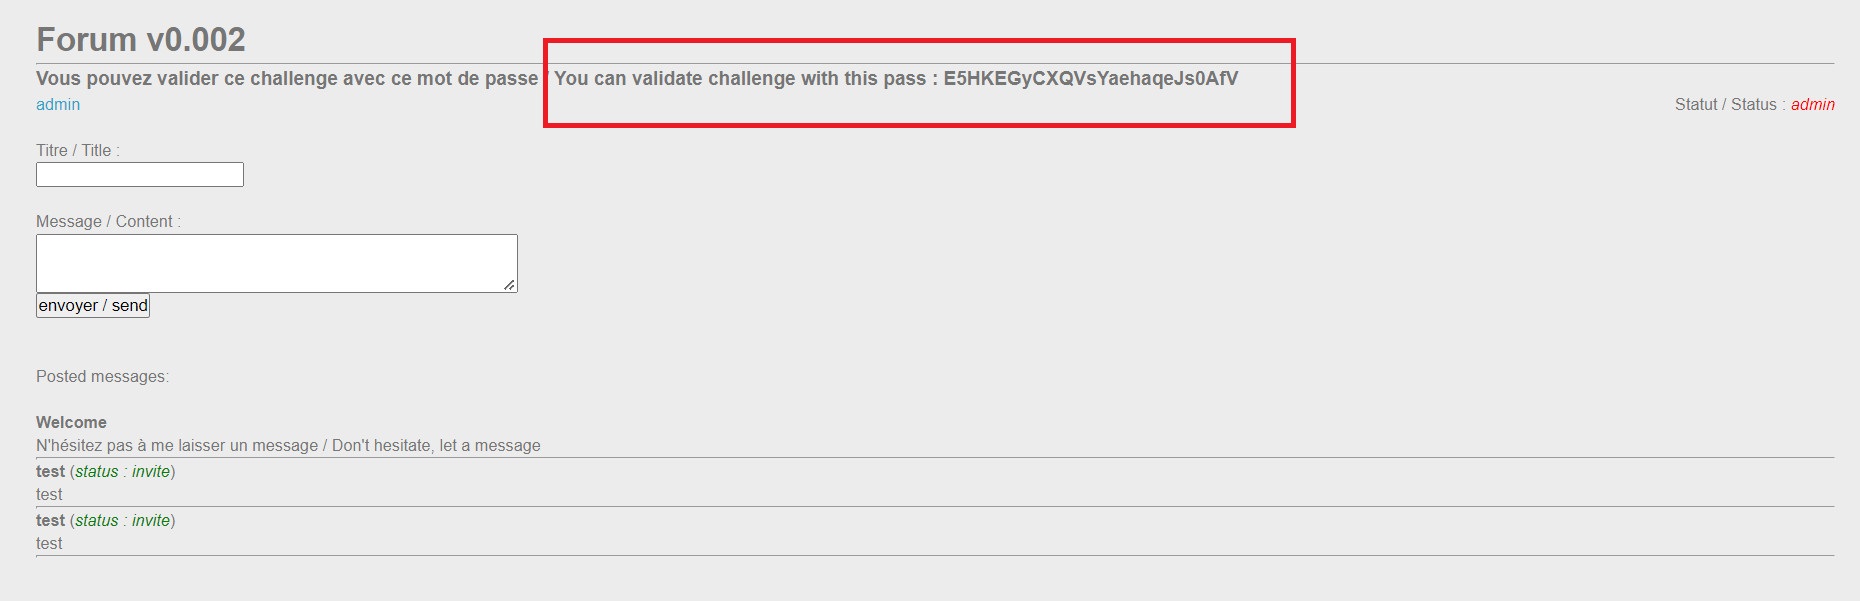 Forum v0.002
Vous pouvez valider ce challenge avec ce mot de passe / You can validate challenge with this pass : E5HKEGyCXQVsYaehaqeJs0AfV
admin
Statut / Status : admin
Titre / Title :
Message / Content :
envoyer / send
Posted messages:
Welcome
N'hésitez pas à me laisser un message / Don't hesitate, let a message
test (status : invite)
test
test (status : invite)
test